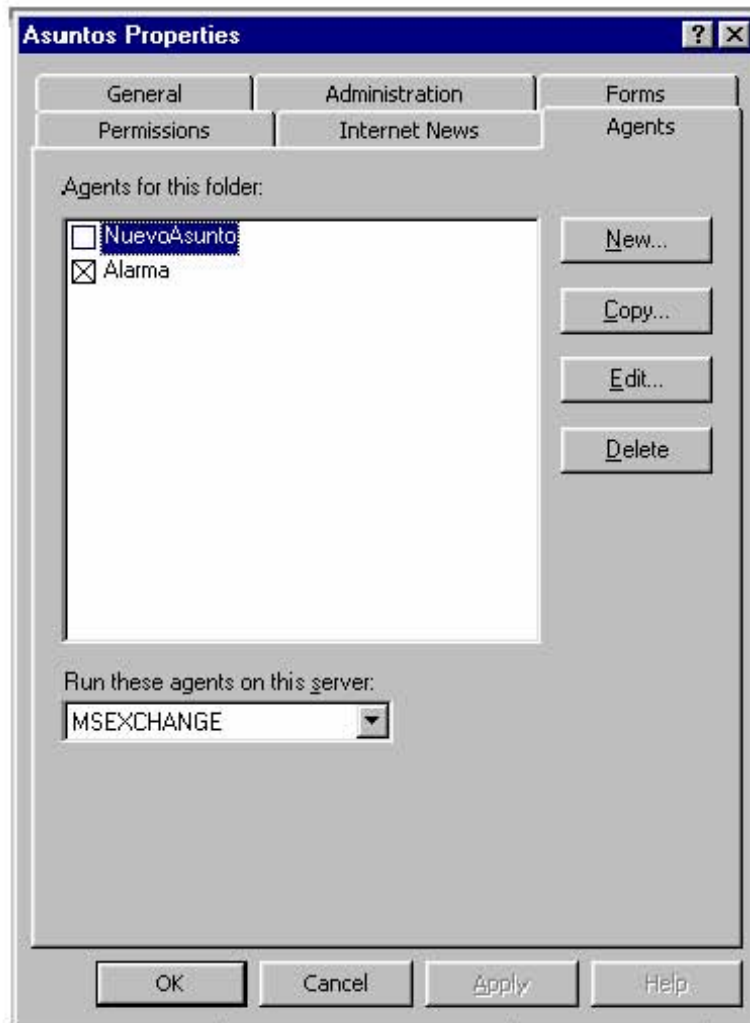 Asuntos Properties
General Administration Forms
Permissions Internet News Agents
Agents for this folder:
NuevoAsunto
Alarma
New...
Copy...
Edit...
Delete
Run these agents on this server:
MSEXCHANGE
OK Cancel Apply Help